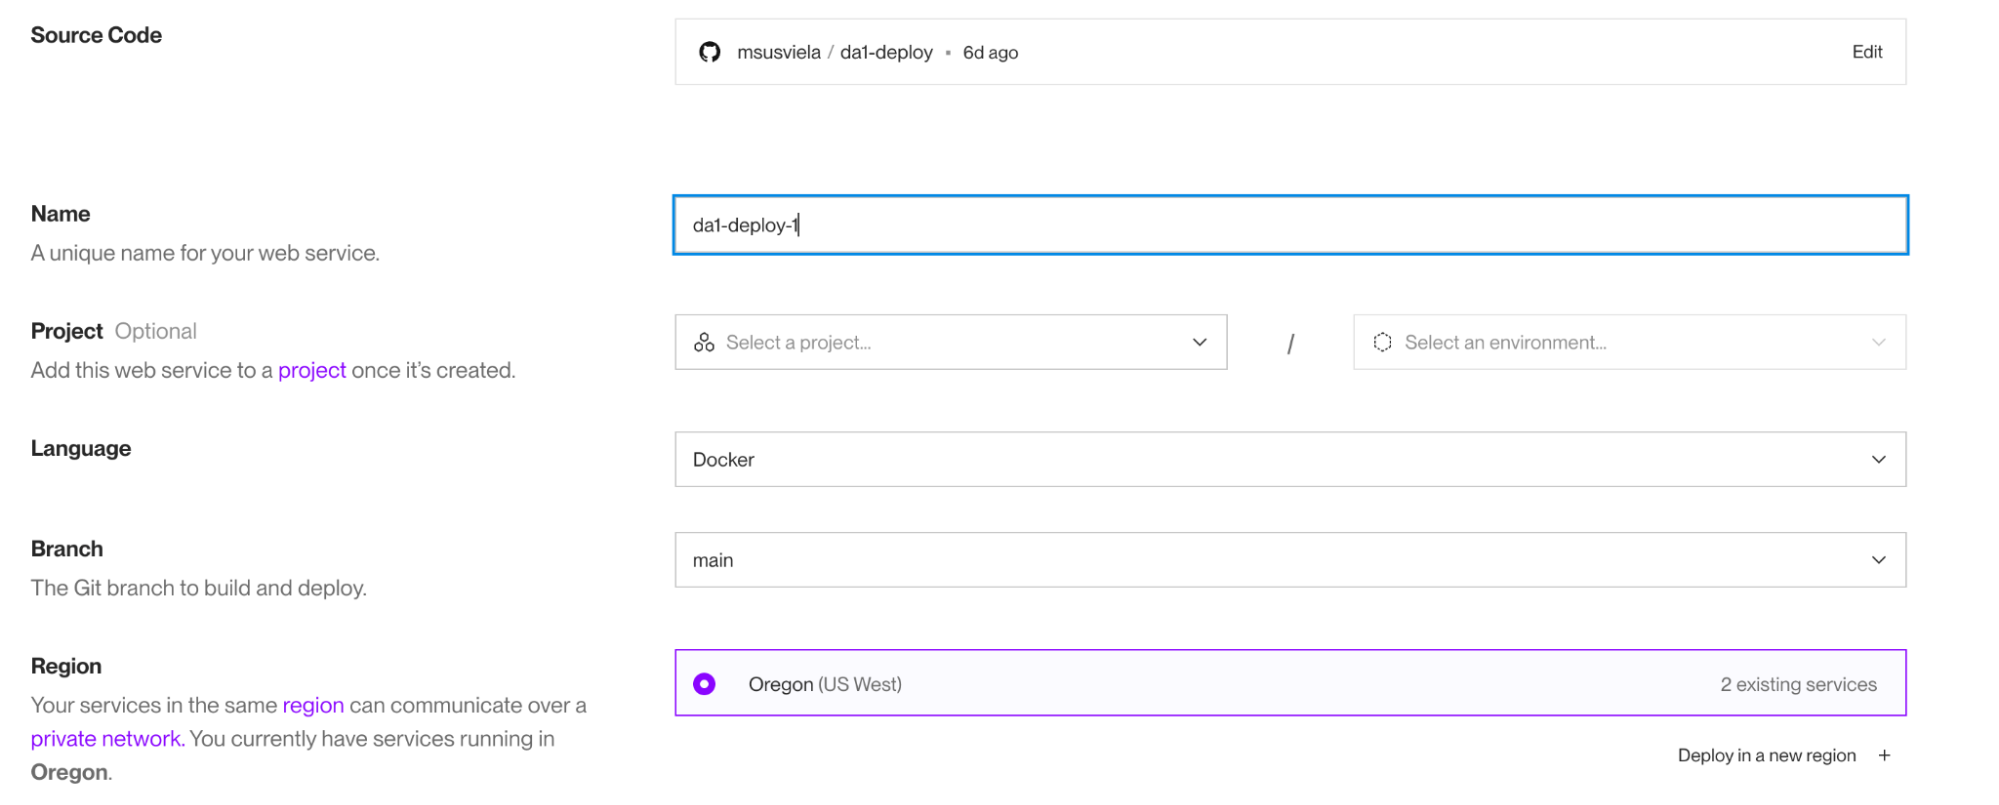 Source Code
msusviela / da1-deploy • 6d ago
Edit
Name
A unique name for your web service.
da1-deploy-1
Project Optional
Add this web service to a project once it's created.
Select a project...
/
Select an environment...
Language
Docker
Branch
The Git branch to build and deploy.
main
Region
Your services in the same region can communicate over a
private network. You currently have services running in
Oregon.
Oregon (US West)
2 existing services
Deploy in a new region +